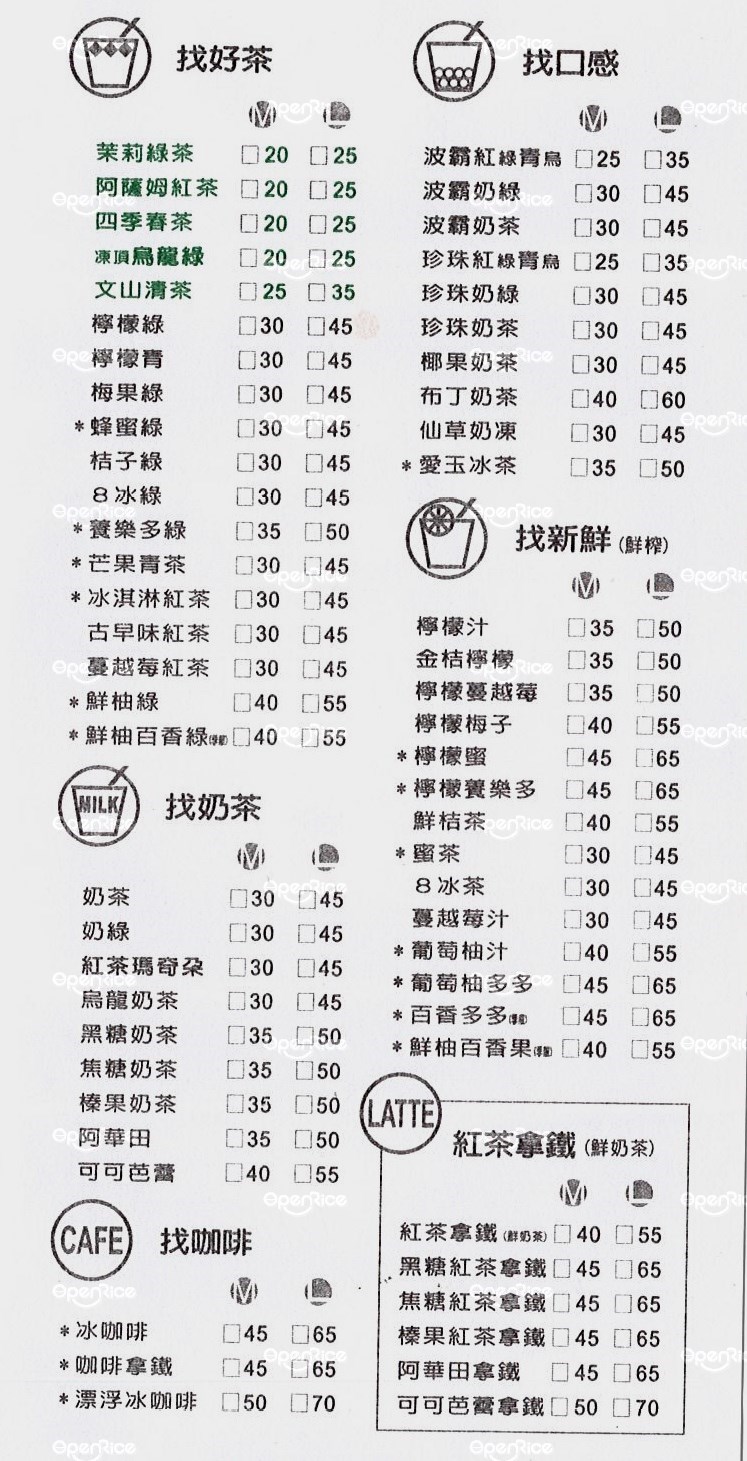 找好茶
M L
茉莉綠茶 □20 □25
阿薩姆紅茶 □20 □25
四季春茶 □20 □25
凍頂烏龍綠 □20 □25
文山清茶 □25 □35
檸檬綠 □30 □45
檸檬青 □30 □45
梅果綠 □30 □45
*蜂蜜綠 □30 □45
桔子綠 □30 □45
8冰綠 □30 □45
*養樂多綠 □35 □50
*芒果青茶 □30 □45
*冰淇淋紅茶 □30 □45
古早味紅茶 □30 □45
蔓越莓紅茶 □30 □45
*鮮柚綠 □40 □55
*鮮柚百香綠 □40 □55
MILK 找奶茶
M L
奶茶 □30 □45
奶綠 □30 □45
紅茶瑪奇朵 □30 □45
烏龍奶茶 □30 □45
黑糖奶茶 □35 □50
焦糖奶茶 □35 □50
榛果奶茶 □35 □50
阿華田 □35 □50
可可芭蕾 □40 □55
CAFE 找咖啡
M L
*冰咖啡 □45 □65
*咖啡拿鐵 □45 □65
*漂浮冰咖啡 □50 □70
找口感
M L
波霸紅綠青烏 □25 □35
波霸奶綠 □30 □45
波霸奶茶 □30 □45
珍珠紅綠青烏 □25 □35
珍珠奶綠 □30 □45
珍珠奶茶 □30 □45
椰果奶茶 □30 □45
布丁奶茶 □40 □60
仙草奶凍 □30 □45
*愛玉冰茶 □35 □50
找新鮮(鮮榨)
M L
檸檬汁 □35 □50
金桔檸檬 □35 □50
檸檬蔓越莓 □35 □50
檸檬梅子 □40 □55
*檸檬蜜 □45 □65
*檸檬養樂多 □45 □65
鮮桔茶 □40 □55
*蜜茶 □30 □45
8冰茶 □30 □45
蔓越莓汁 □30 □45
*葡萄柚汁 □40 □55
*葡萄柚多多 □45 □65
*百香多多 □45 □65
*鮮柚百香果 □40 □55
LATTE 紅茶拿鐵(鮮奶茶)
M L
紅茶拿鐵(鮮奶茶) □40 □55
黑糖紅茶拿鐵 □45 □65
焦糖紅茶拿鐵 □45 □65
榛果紅茶拿鐵 □45 □65
阿華田拿鐵 □45 □65
可可芭蕾拿鐵 □50 □70